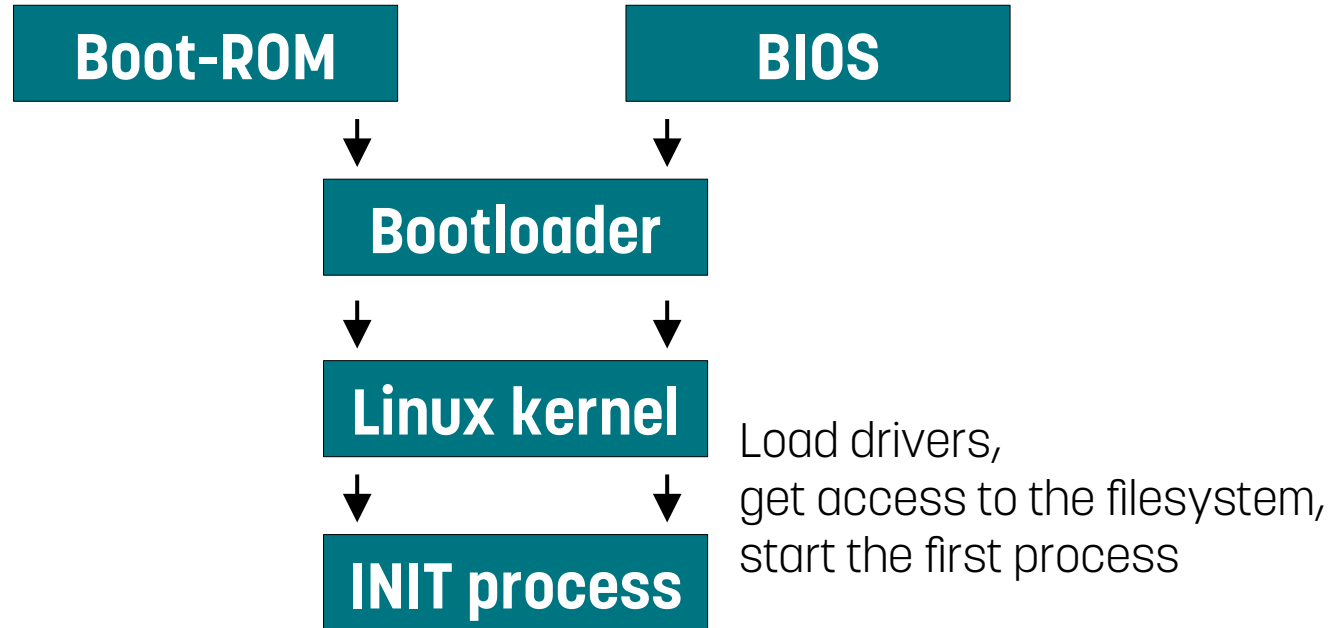 Boot-ROM
BIOS
Bootloader
Linux kernel
Load drivers,
get access to the filesystem,
start the first process
INIT process